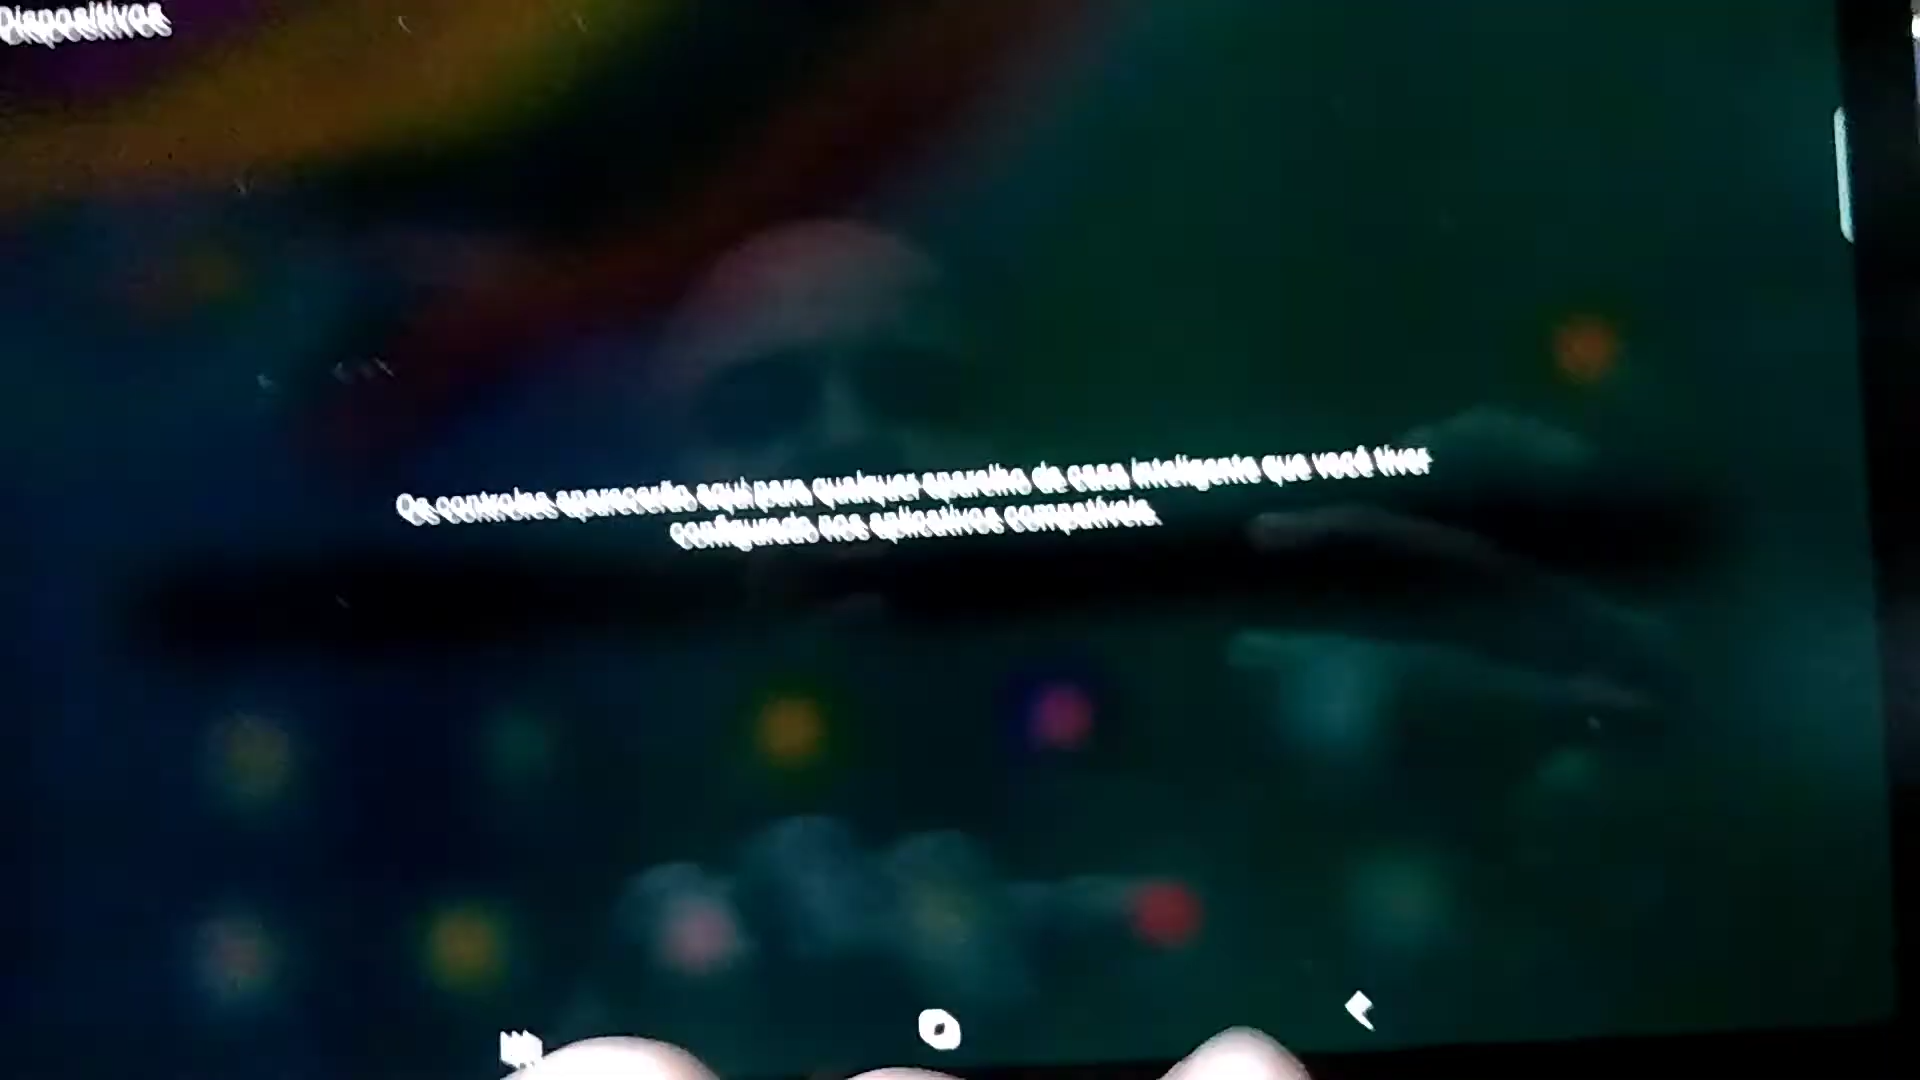 Dispositivos
Os controles aparecerão aqui para qualquer aparelho de casa inteligente que você tiver
configurado nos aplicativos compatíveis.